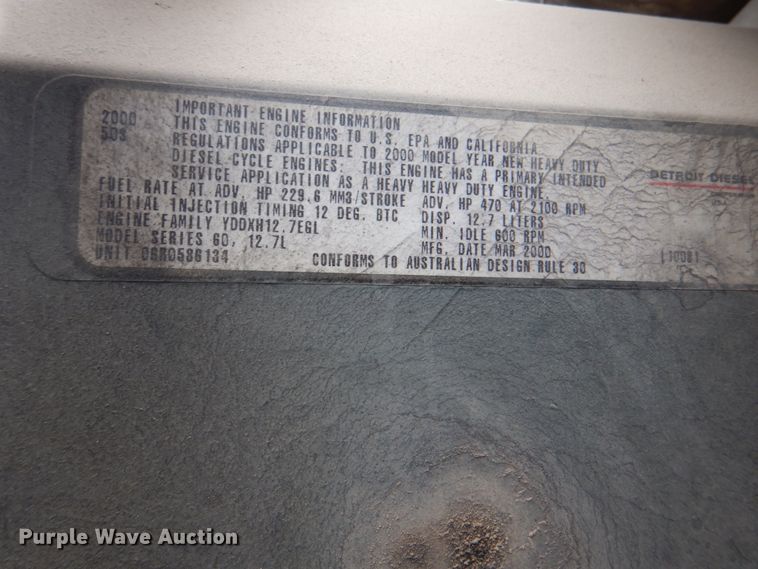 2000
503
IMPORTANT ENGINE INFORMATION
THIS ENGINE CONFORMS TO U.S. EPA AND CALIFORNIA
REGULATIONS APPLICABLE TO 2000 MODEL YEAR NEW HEAVY DUTY
DIESEL CYCLE ENGINES. THIS ENGINE HAS A PRIMARY INTENDED
SERVICE APPLICATION AS A HEAVY HEAVY DUTY ENGINE
FUEL RATE AT ADV. HP 229.6 MM3/STROKE ADV. HP 470 AT 2100 RPM
INITIAL INJECTION TIMING 12 DEG. BTC DISP. 12.7 LITERS
ENGINE FAMILY YDDXH12.7EGL MIN. IDLE 600 RPM
MODEL SERIES 60, 12.7L MFG. DATE MAR 2000
UNIT 06R0586134 CONFORMS TO AUSTRALIAN DESIGN RULE 30
DETROIT DIESEL
Purple Wave Auction®